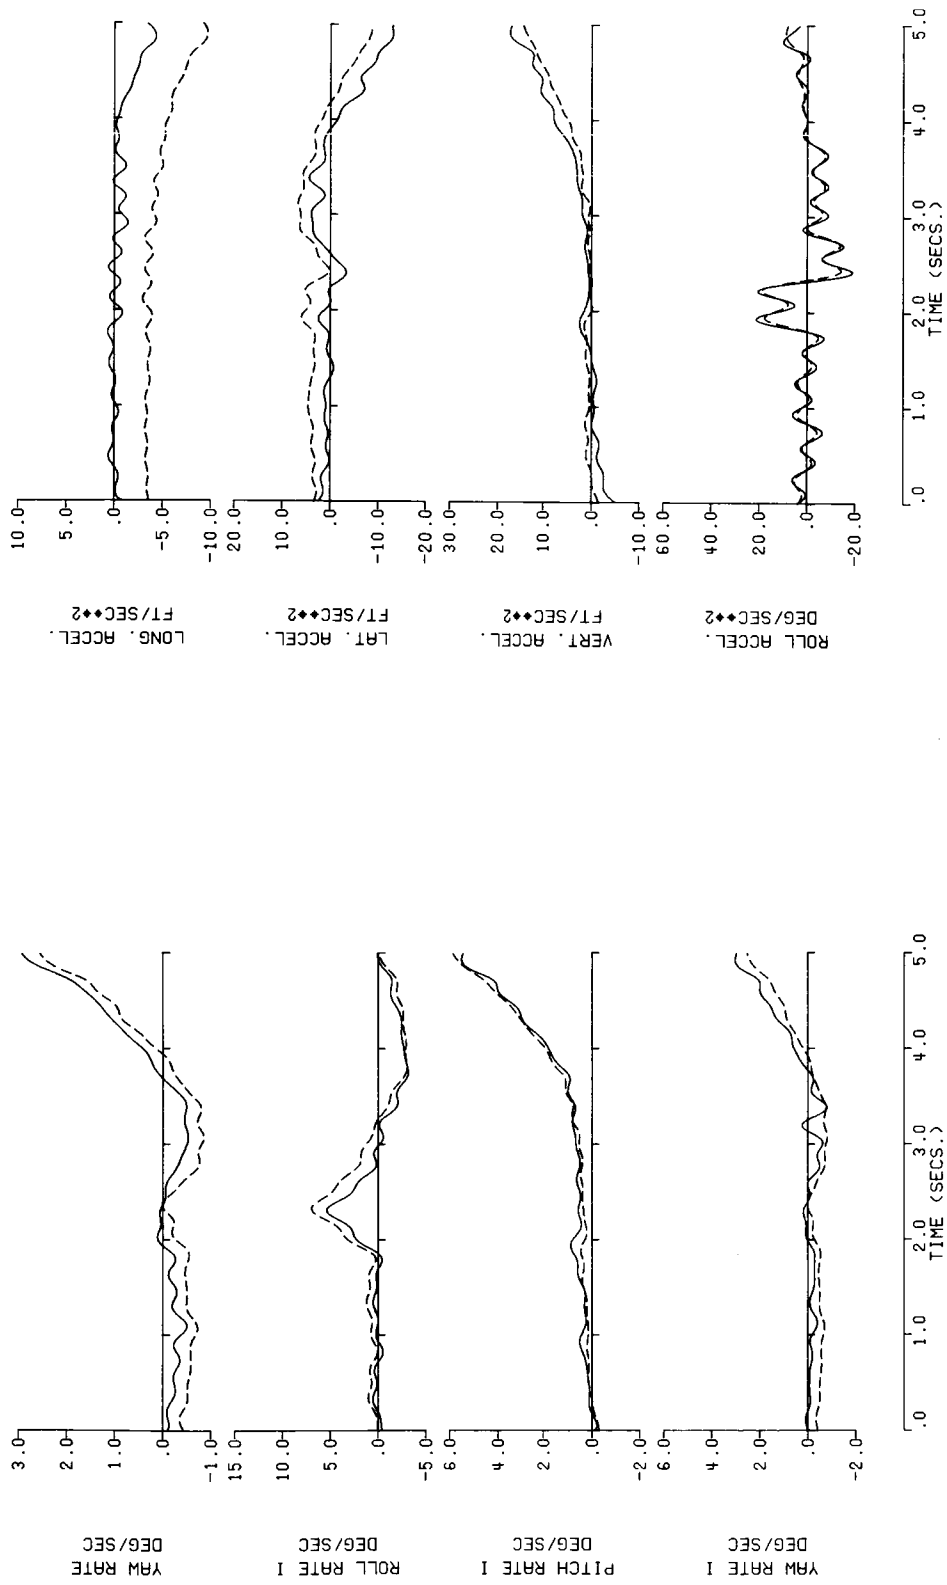 YAW RATE
DEG/SEC
3.0
2.0
1.0
.0
-1.0
ROLL RATE I
DEG/SEC
15.0
10.0
5.0
.0
-5.0
PITCH RATE I
DEG/SEC
6.0
4.0
2.0
.0
-2.0
YAW RATE I
DEG/SEC
6.0
4.0
2.0
.0
-2.0
.0 1.0 2.0 3.0 4.0 5.0
TIME (SECS.)
LONG. ACCEL.
FT/SEC♦♦2
10.0
5.0
.0
-5.0
-10.0
LAT. ACCEL.
FT/SEC♦♦2
20.0
10.0
.0
-10.0
-20.0
VERT. ACCEL.
FT/SEC♦♦2
30.0
20.0
10.0
.0
-10.0
ROLL ACCEL.
DEG/SEC♦♦2
60.0
40.0
20.0
.0
-20.0
.0 1.0 2.0 3.0 4.0 5.0
TIME (SECS.)